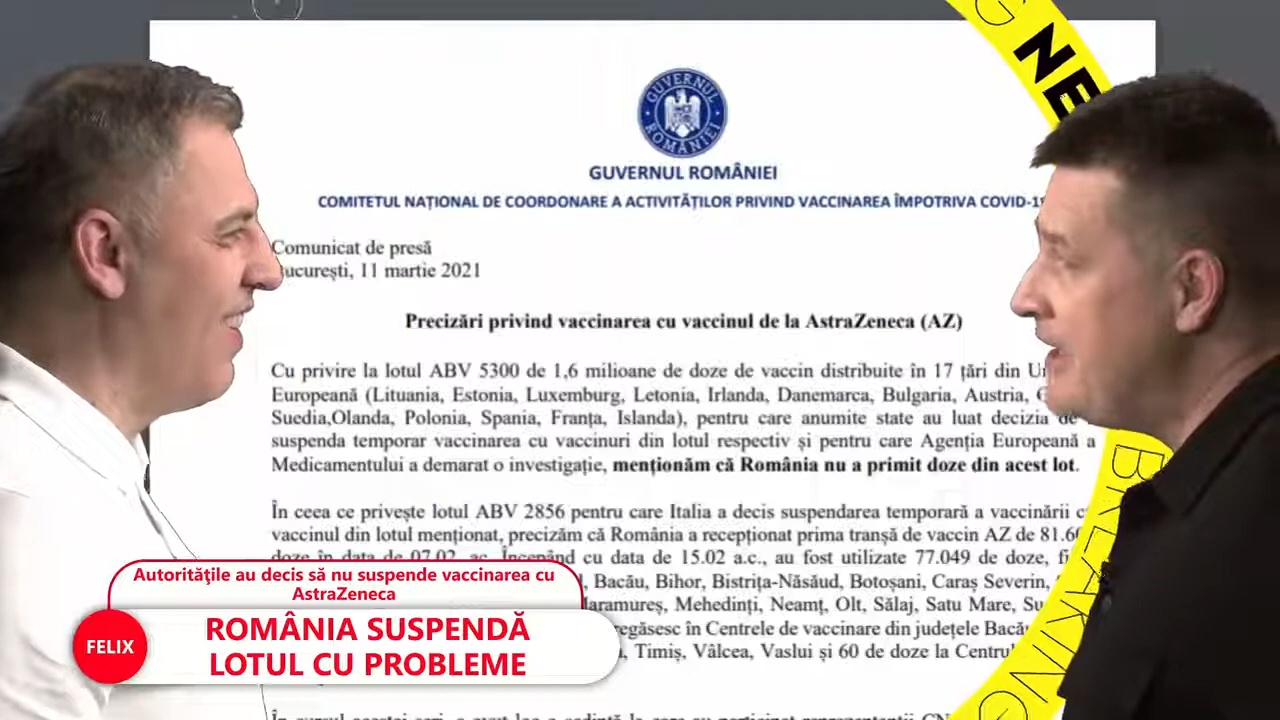 G NE
GUVERNUL ROMÂNIEI
GUVERNUL ROMÂNIEI
COMITETUL NAȚIONAL DE COORDONARE A ACTIVITĂȚILOR PRIVIND VACCINAREA ÎMPOTRIVA COVID-19
Comunicat de presă
București, 11 martie 2021
Precizări privind vaccinarea cu vaccinul de la AstraZeneca (AZ)
Cu privire la lotul ABV 5300 de 1,6 milioane de doze de vaccin distribuite în 17 țări din
Europeană (Lituania, Estonia, Luxemburg, Letonia, Irlanda, Danemarca, Bulgaria, Austria,
Suedia,Olanda, Polonia, Spania, Franța, Islanda), pentru care anumite state au luat decizia de
suspenda temporar vaccinarea cu vaccinuri din lotul respectiv și pentru care Agenția Europeană a
Medicamentului a demarat o investigație, menționăm că România nu a primit doze din acest lot.
În ceea ce privește lotul ABV 2856 pentru care Italia a decis suspendarea temporară a vaccinării
vaccinul din lotul menționat, precizăm că România a recepționat prima tranșă de vaccin AZ de
doze în data de 07.02. ac. Începând cu data de 15.02 a.c., au fost utilizate 77.049 de doze,
Bacău, Bihor, Bistrița-Năsăud, Botoșani, Caraș Severin,
Maramureș, Mehedinți, Neamț, Olt, Sălaj, Satu Mare,
regăsesc în Centrele de vaccinare din județele Bacău
Timiș, Vâlcea, Vaslui și 60 de doze la Centrul
Autorităţile au decis să nu suspende vaccinarea cu
AstraZeneca
FELIX
ROMÂNIA SUSPENDĂ
LOTUL CU PROBLEME
BREAKING